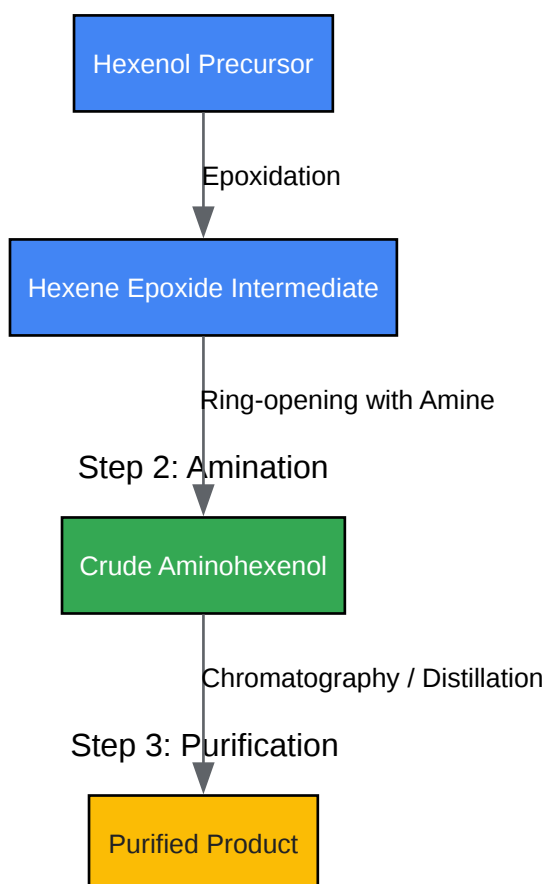 Hexenol Precursor
Epoxidation
Hexene Epoxide Intermediate
Ring-opening with Amine
Step 2: Amination
Crude Aminohexenol
Chromatography / Distillation
Step 3: Purification
Purified Product